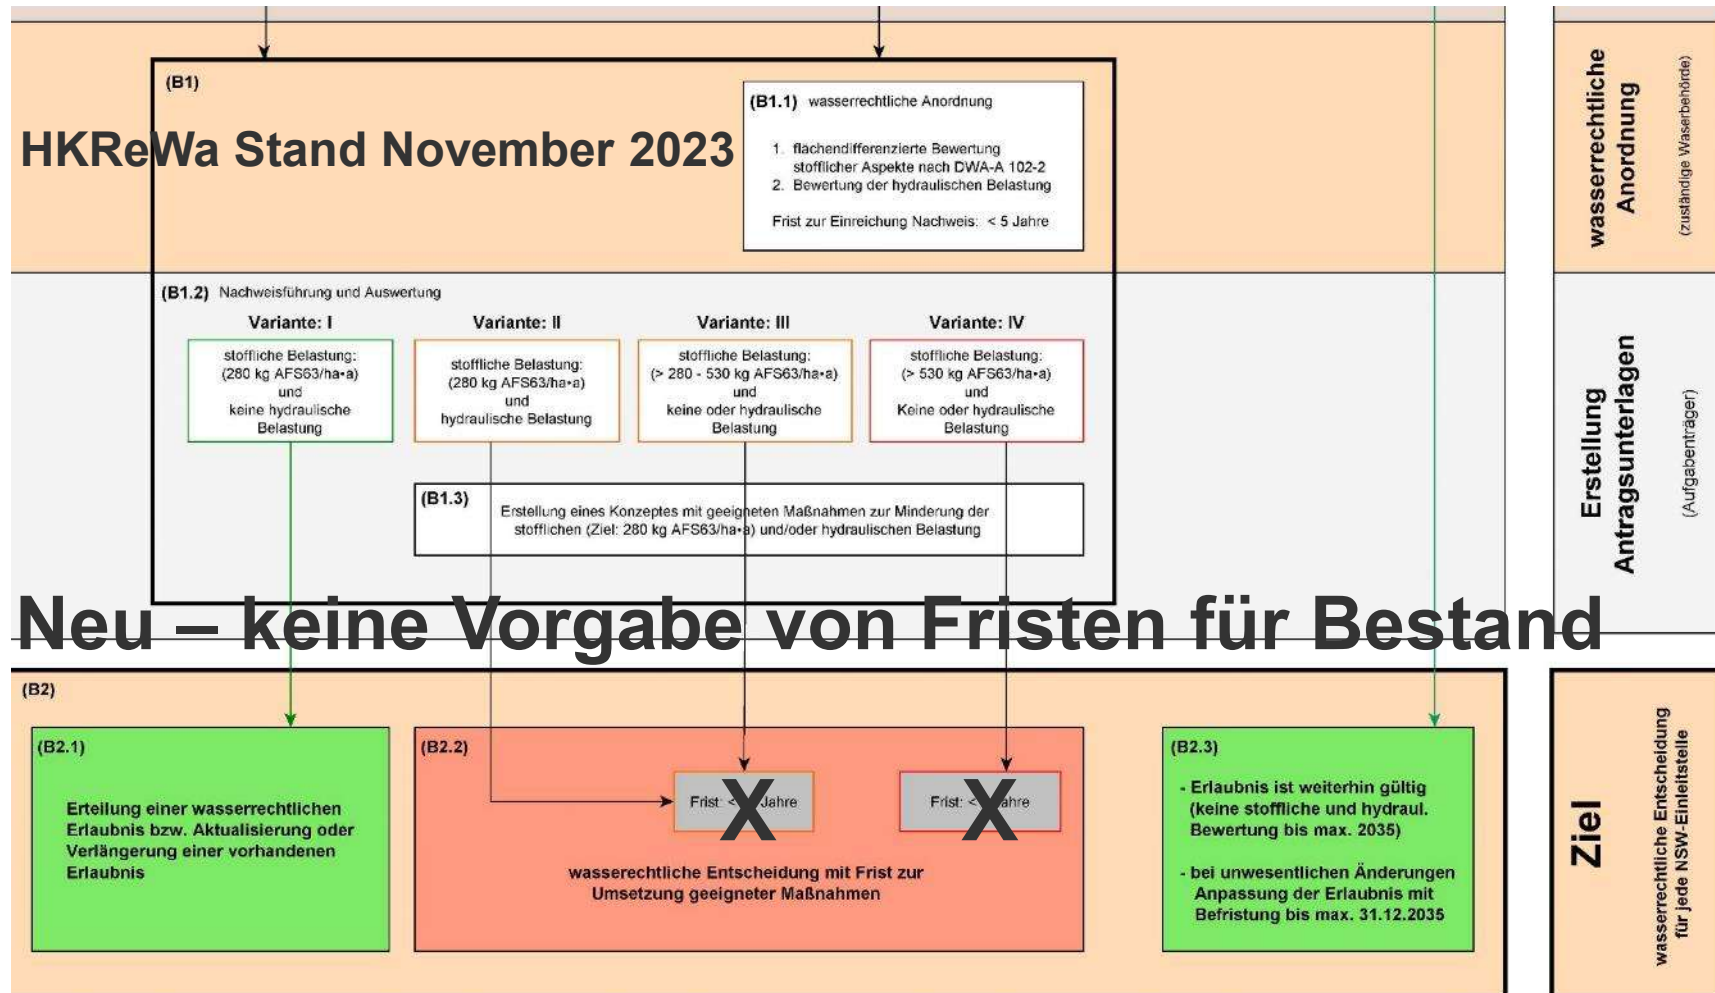 (B1)
HKReWa Stand November 2023
(B1.1) wasserrechtliche Anordnung
1. flächendifferenzierte Bewertung
stofflicher Aspekte nach DWA-A 102-2
2. Bewertung der hydraulischen Belastung
Frist zur Einreichung Nachweis: < 5 Jahre
wasserrechtliche
Anordnung
(zuständige Waserbehörde)
(B1.2) Nachweisführung und Auswertung
Variante: I
stoffliche Belastung:
(280 kg AFS63/ha•a)
und
keine hydraulische
Belastung
Variante: II
stoffliche Belastung:
(280 kg AFS63/ha•a)
und
hydraulische Belastung
Variante: III
stoffliche Belastung:
(> 280 - 530 kg AFS63/ha•a)
und
keine oder hydraulische
Belastung
Variante: IV
stoffliche Belastung:
(> 530 kg AFS63/ha•a)
und
Keine oder hydraulische
Belastung
(B1.3)
Erstellung eines Konzeptes mit geeigneten Maßnahmen zur Minderung der
stofflichen (Ziel: 280 kg AFS63/ha•a) und/oder hydraulischen Belastung
Erstellung
Antragsunterlagen
(Aufgabenträger)
Neu – keine Vorgabe von Fristen für Bestand
(B2)
(B2.1)
Erteilung einer wasserrechtlichen
Erlaubnis bzw. Aktualisierung oder
Verlängerung einer vorhandenen
Erlaubnis
(B2.2)
Frist: < Jahre
X
Frist: < Jahre
X
wasserechtliche Entscheidung mit Frist zur
Umsetzung geeigneter Maßnahmen
(B2.3)
- Erlaubnis ist weiterhin gültig
(keine stoffliche und hydraul.
Bewertung bis max. 2035)
- bei unwesentlichen Änderungen
Anpassung der Erlaubnis mit
Befristung bis max. 31.12.2035
Ziel
wasserrechtliche Entscheidung
für jede NSW-Einleitstelle